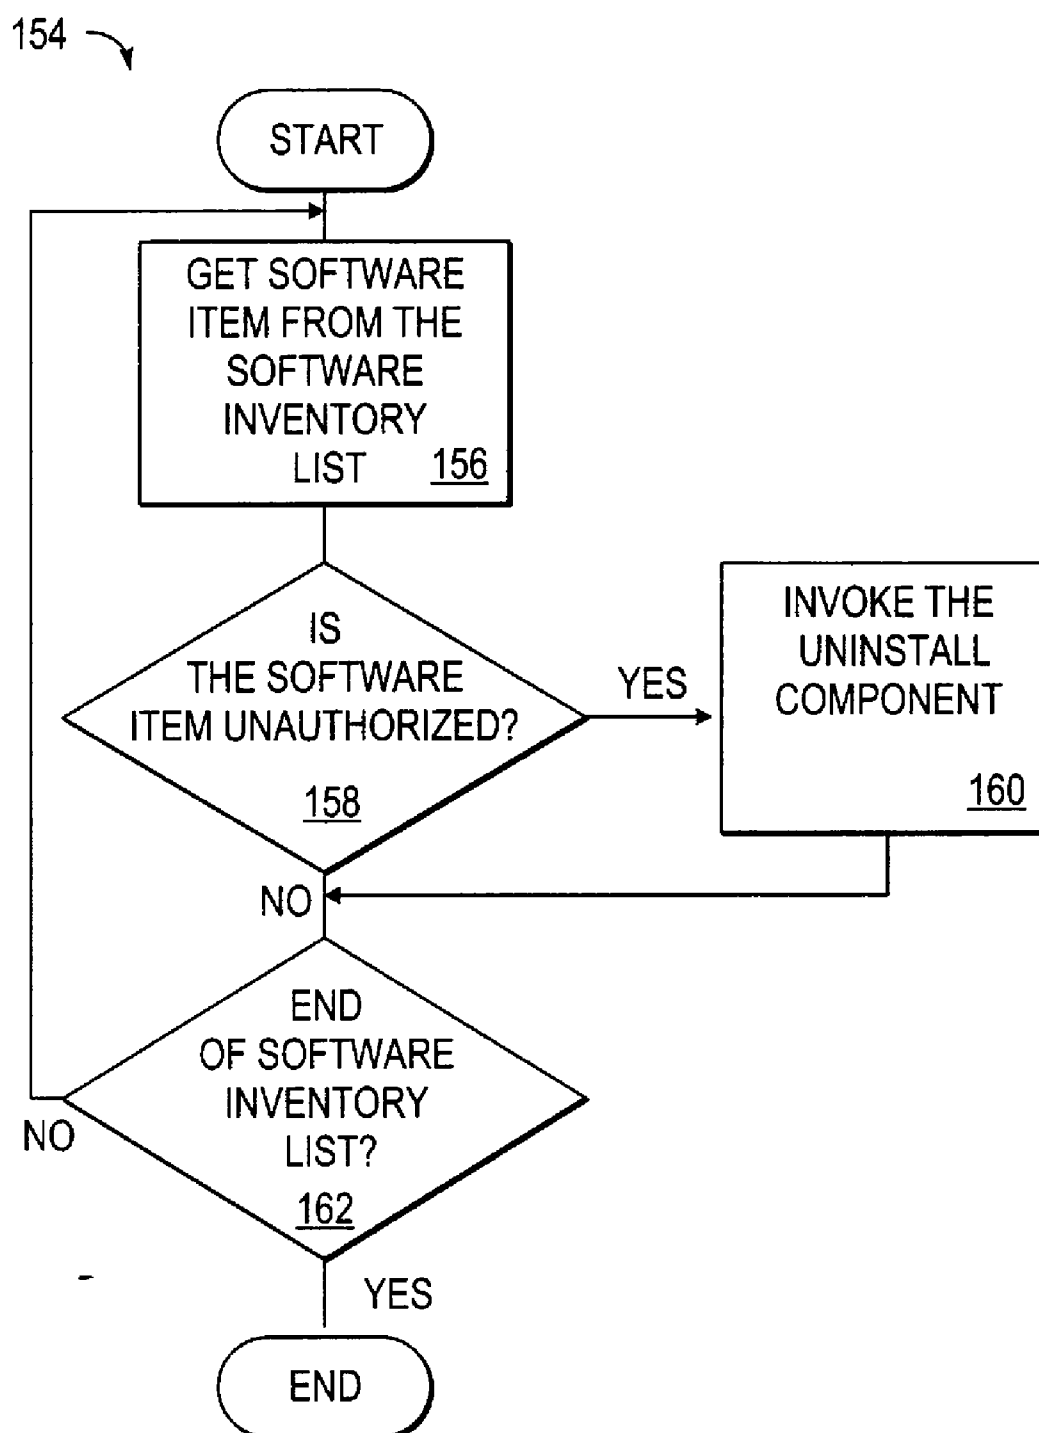 154
START
GET SOFTWARE
ITEM FROM THE
SOFTWARE
INVENTORY
LIST 156
IS
THE SOFTWARE
ITEM UNAUTHORIZED?
158
YES
INVOKE THE
UNINSTALL
COMPONENT
160
NO
END
OF SOFTWARE
INVENTORY
LIST?
162
NO
YES
END